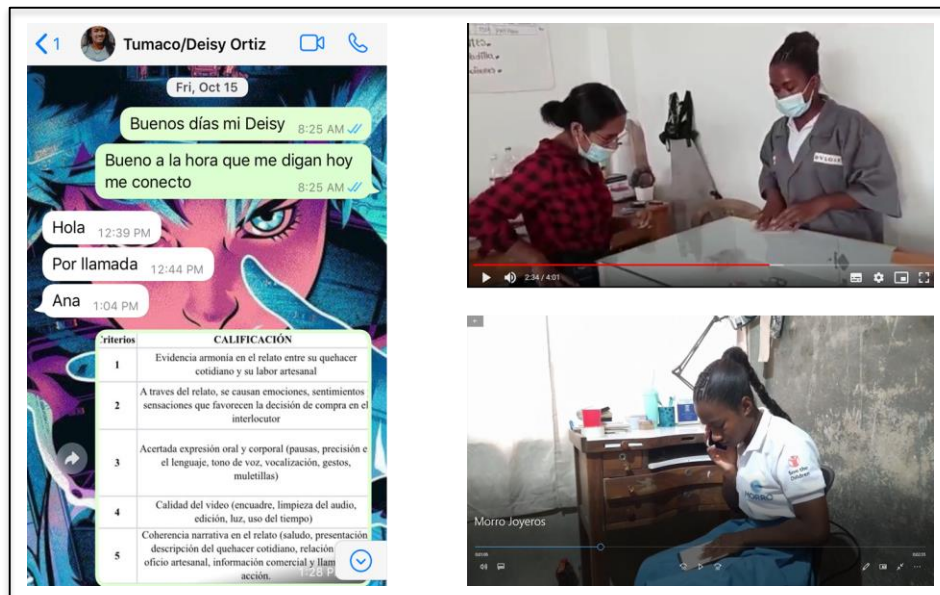 1
Tumaco/Deisy Ortiz
Fri, Oct 15
Buenos días mi Deisy 8:25 AM
Bueno a la hora que me digan hoy
me conecto
8:25 AM
Hola 12:39 PM
Por llamada 12:44 PM
Ana 1:04 PM
CALIFICACIÓN
1 Evidencia armonia en el relato entre su quehacer
cotidiano y su labor artesanal
2 A traves del relato, se causan emociones, sentimientos
sensaciones que favorecen la decisión de compra en el
interlocutor
3 Acertada expresión oral y corporal (pausas, precisión e
el lenguaje, tono de voz, vocalización, gestos,
muletillas)
4 Calidad del video (encuadre, limpieza del audio,
edición, luz, uso del tiempo)
5 Coherencia narrativa en el relato (saludo, presentación
descripción del quehacer cotidiano, relación
oficio artesanal, información comercial y
acción.
2:34 / 4:01
Save the
Children
MORRO
Morro Joyeros